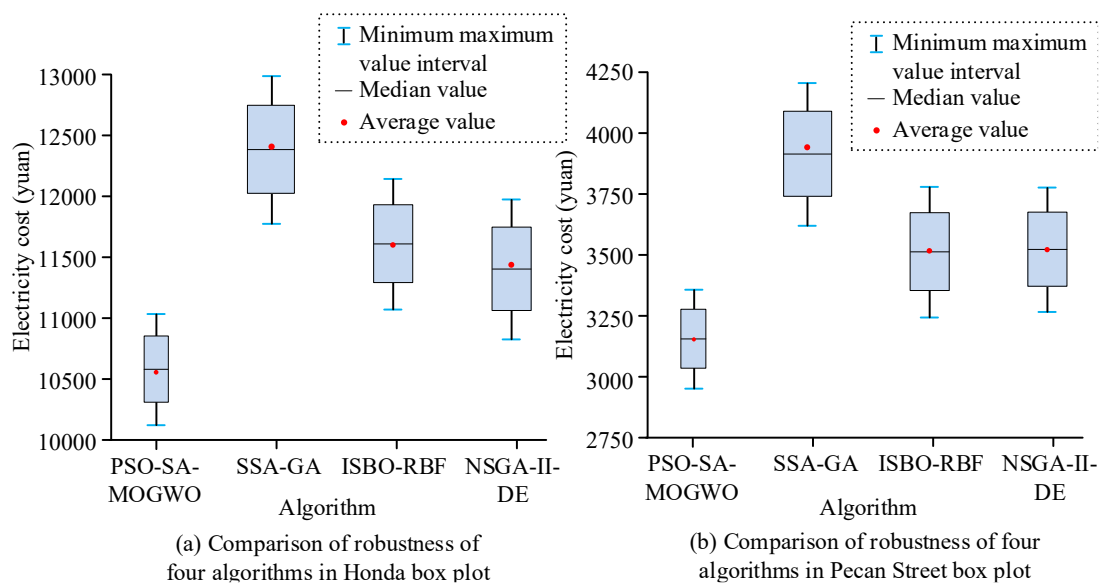 Minimum maximum
value interval
Median value
Average value
Electricity cost (yuan)
13000
12500
12000
11500
11000
10500
10000
PSO-SA-
MOGWO
SSA-GA
ISBO-RBF
NSGA-II-
DE
Algorithm
(a) Comparison of robustness of
four algorithms in Honda box plot
Minimum maximum
value interval
Median value
Average value
Electricity cost (yuan)
4250
4000
3750
3500
3250
3000
2750
PSO-SA-
MOGWO
SSA-GA
ISBO-RBF
NSGA-II-
DE
Algorithm
(b) Comparison of robustness of four
algorithms in Pecan Street box plot